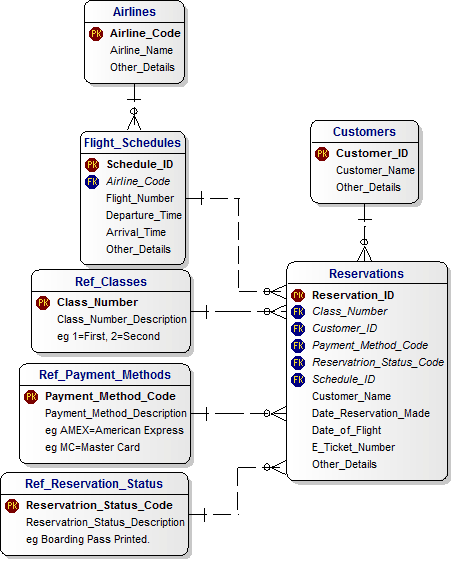 Airlines
PK Airline_Code
Airline_Name
Other_Details
Flight_Schedules
PK Schedule_ID
FK Airline_Code
Flight_Number
Departure_Time
Arrival_Time
Other_Details
Customers
PK Customer_ID
Customer_Name
Other_Details
Ref_Classes
PK Class_Number
Class_Number_Description
eg 1=First, 2=Second
Ref_Payment_Methods
PK Payment_Method_Code
Payment_Method_Description
eg AMEX=American Express
eg MC=Master Card
Ref_Reservation_Status
PK Reservatrion_Status_Code
Reservatrion_Status_Description
eg Boarding Pass Printed.
Reservations
PK Reservation_ID
FK Class_Number
FK Customer_ID
FK Payment_Method_Code
FK Reservatrion_Status_Code
FK Schedule_ID
Customer_Name
Date_Reservation_Made
Date_of_Flight
E_Ticket_Number
Other_Details